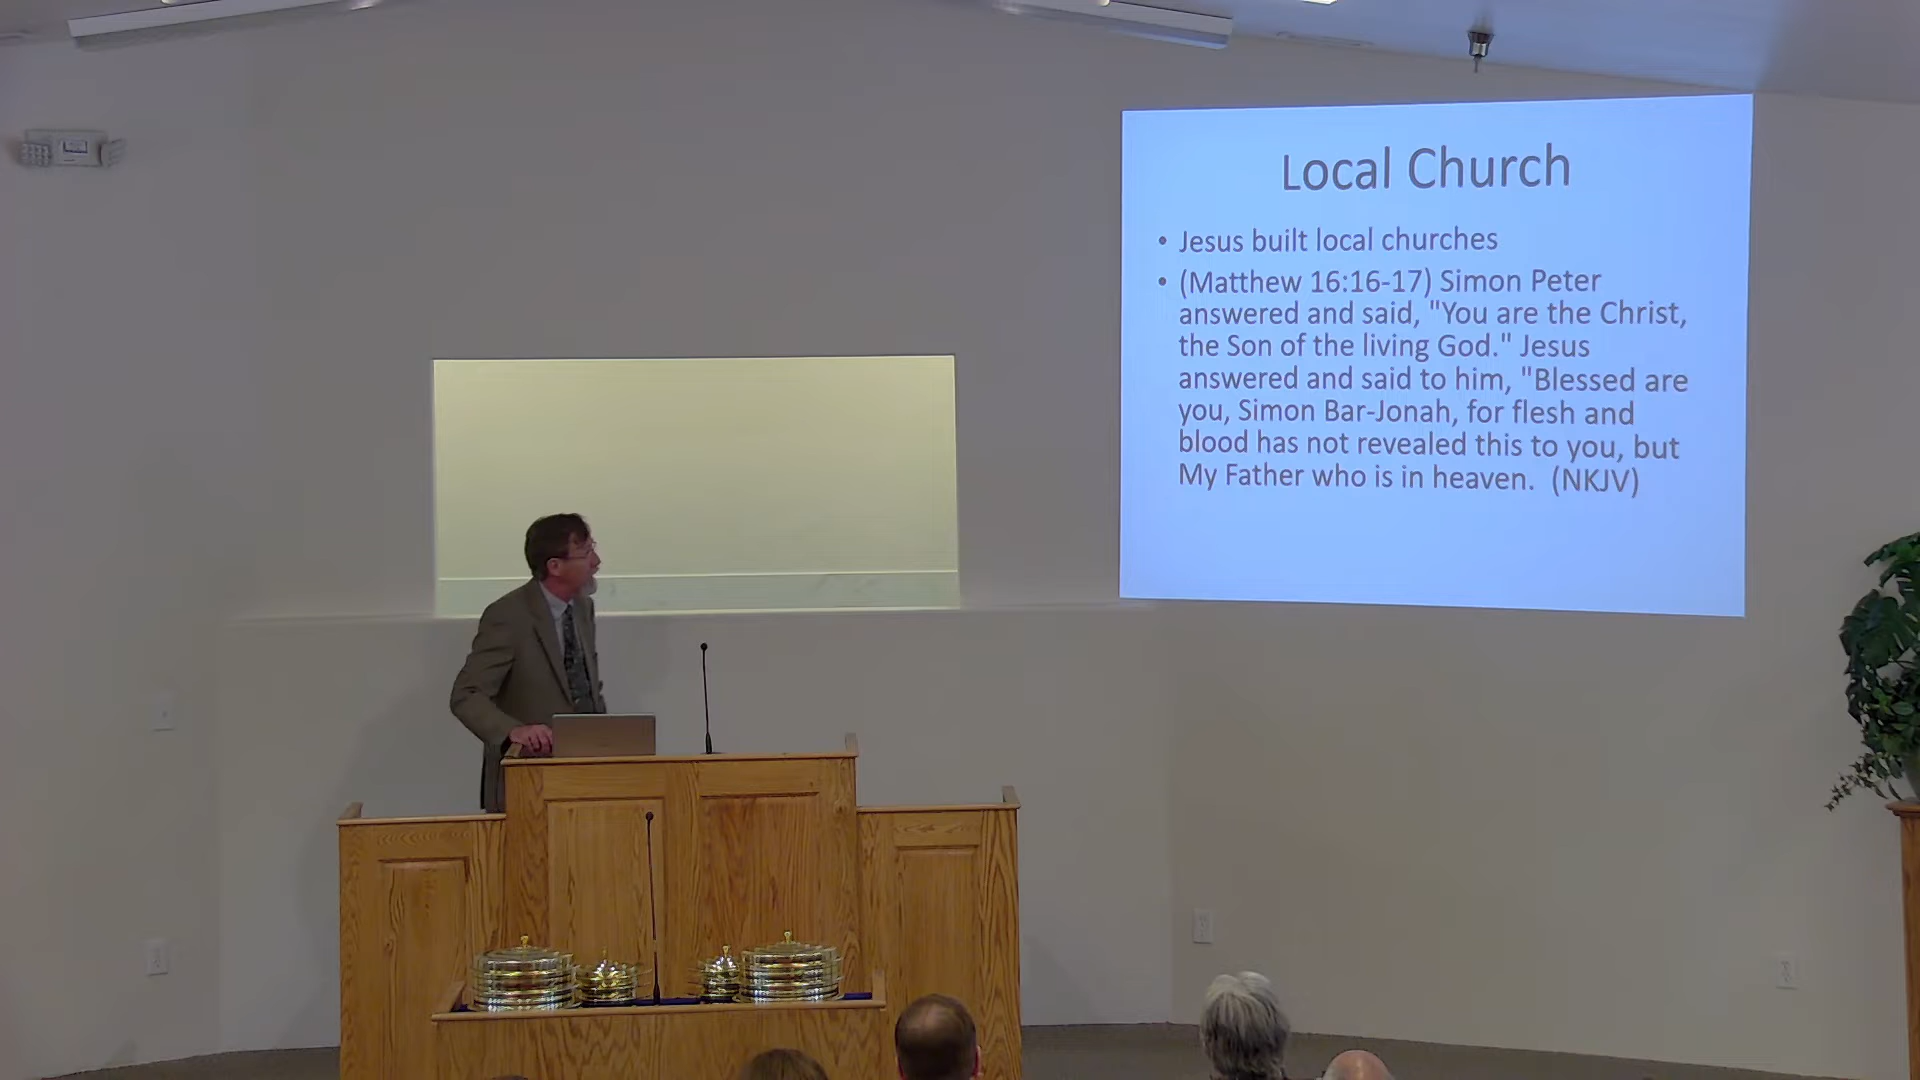 Local Church
• Jesus built local churches
• (Matthew 16:16-17) Simon Peter
answered and said, "You are the Christ,
the Son of the living God." Jesus
answered and said to him, "Blessed are
you, Simon Bar-Jonah, for flesh and
blood has not revealed this to you, but
My Father who is in heaven.  (NKJV)